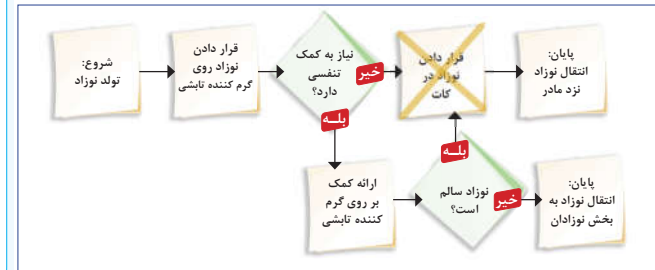 شروع:
تولد نوزاد
قرار دادن
نوزاد روی
گرم کننده تابشی
نیاز به کمک
تنفسی
دارد؟
خیر
قرار دادن
نوزاد در
کات
پایان:
انتقال نوزاد
نزد مادر
بلـه
ارائه کمک
بر روی گرم
کننده تابشی
نوزاد سالم
است؟
بلـه
خیر
پایان:
انتقال نوزاد به
بخش نوزادان